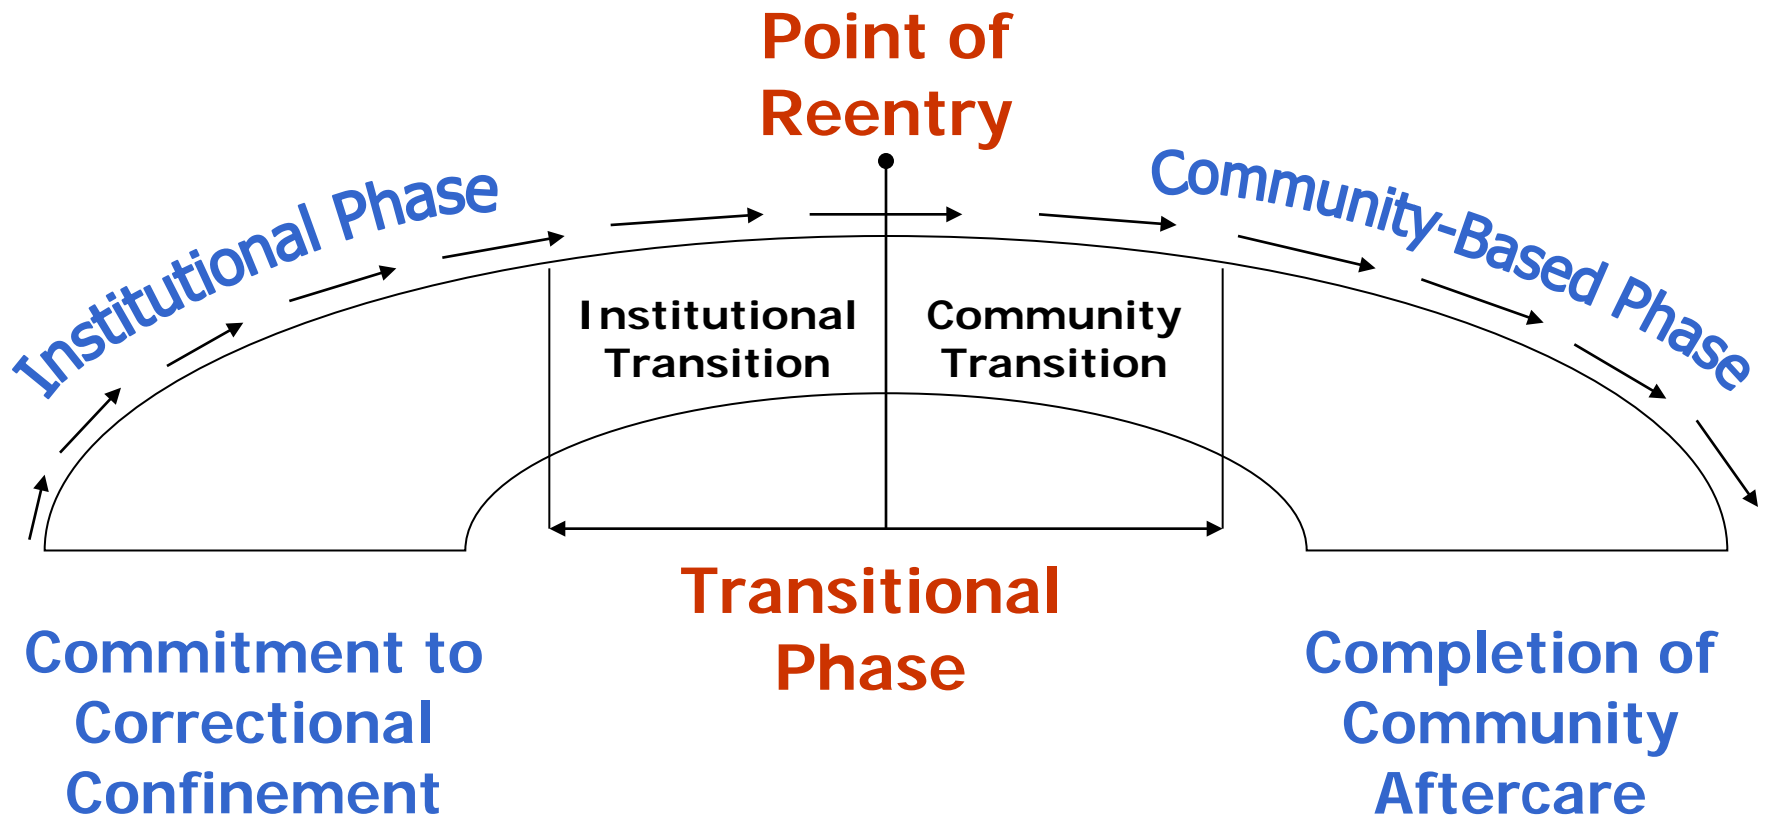 Point of
Reentry
Institutional Phase
Community-Based Phase
Institutional
Transition
Community
Transition
Transitional
Phase
Commitment to
Correctional
Confinement
Completion of
Community
Aftercare